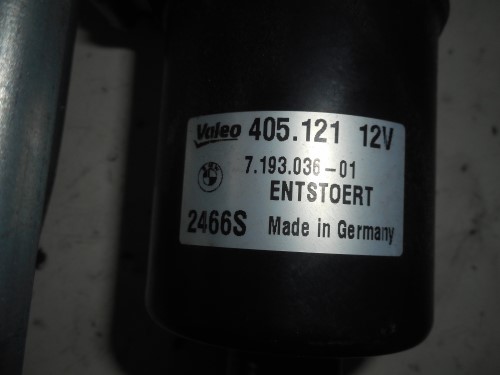 Valeo 405.121 12V
7.193.036-01
ENTSTOERT
2466S Made in Germany